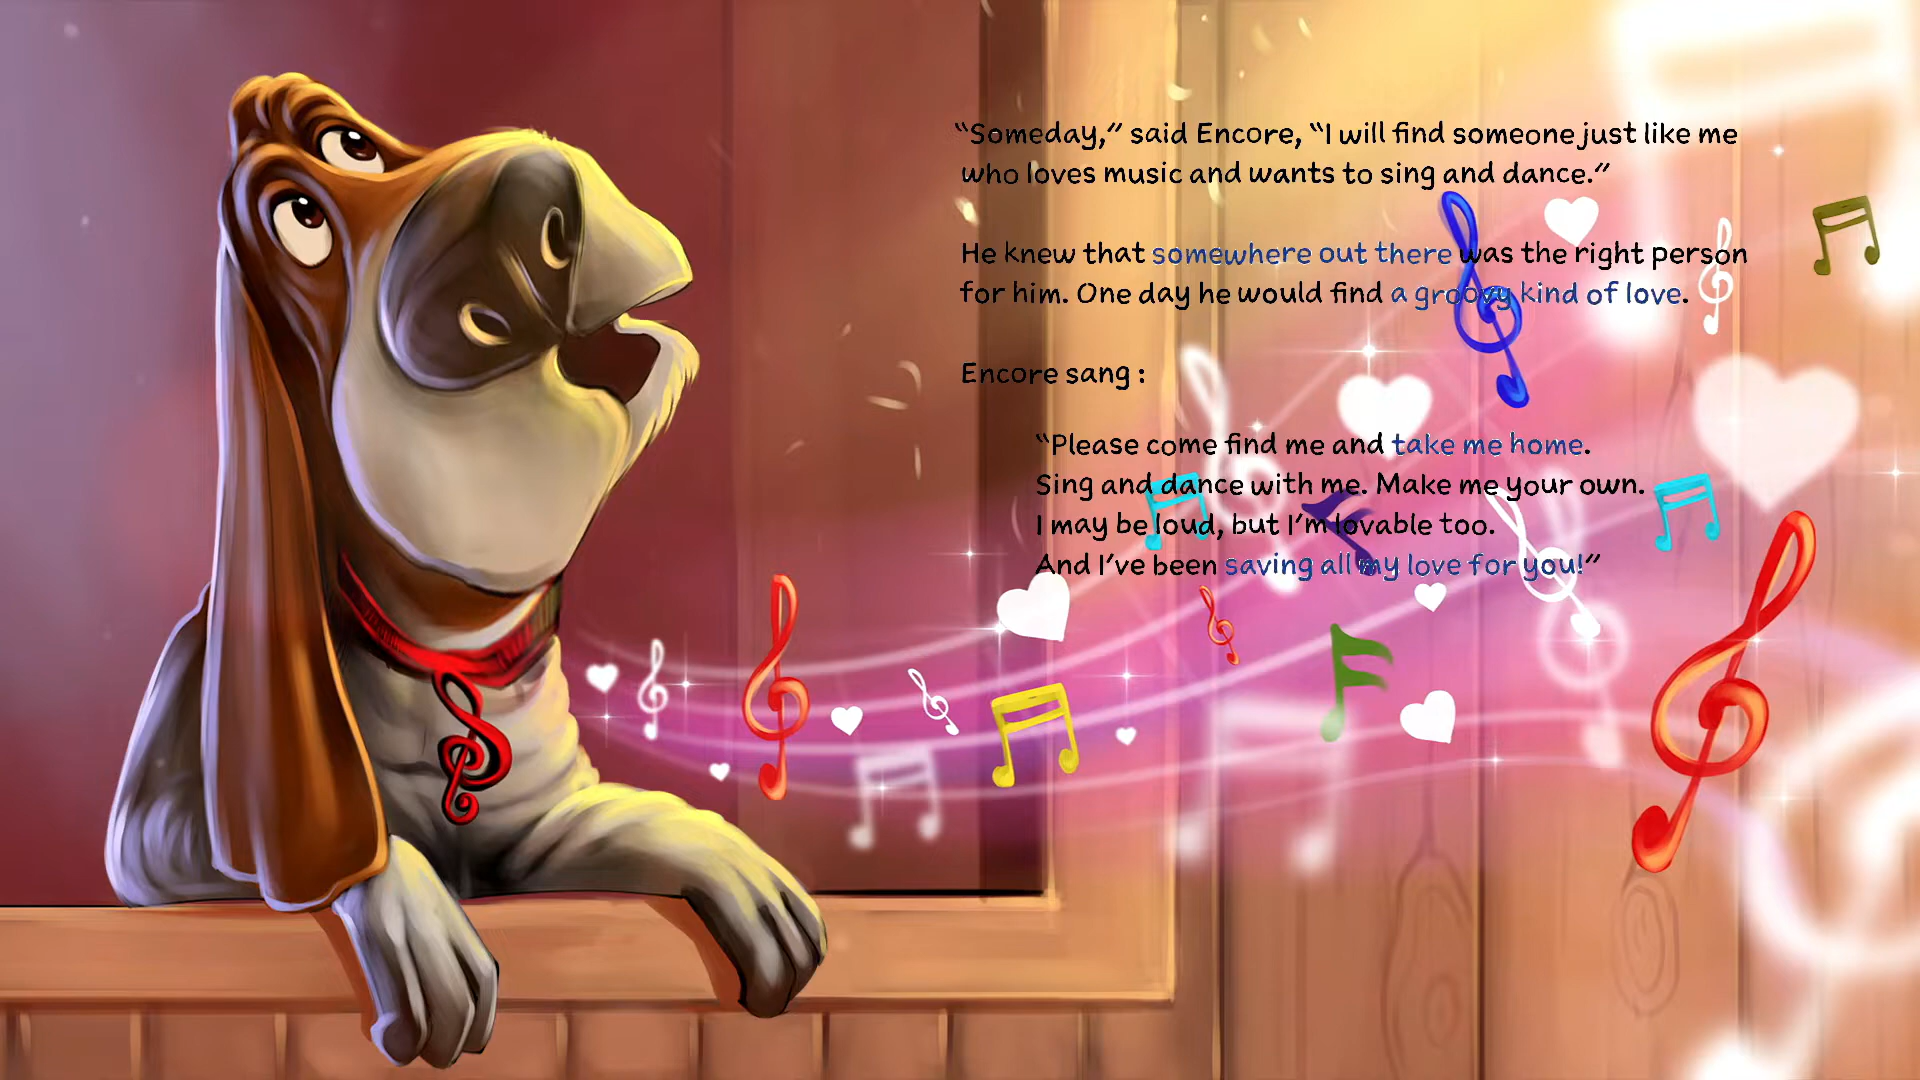 “Someday,” said Encore, “I will find someone just like me
who loves music and wants to sing and dance.”
He knew that somewhere out there was the right person
for him. One day he would find a groovy kind of love.
Encore sang :
“Please come find me and take me home.
Sing and dance with me. Make me your own.
I may be loud, but I’m lovable too.
And I’ve been saving all my love for you!”